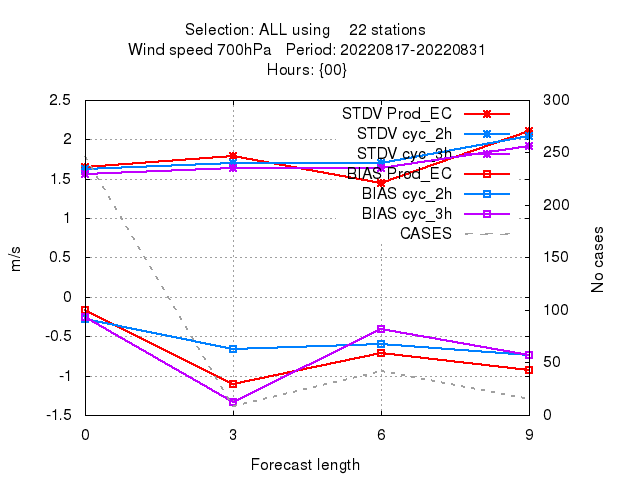 Selection: ALL using    22 stations
Wind speed 700hPa   Period: 20220817-20220831
Hours: {00}
2.5
2
1.5
1
0.5
0
-0.5
-1
-1.5
m/s
STDV Prod_EC
STDV cyc_2h
STDV cyc_3h
BIAS Prod_EC
BIAS cyc_2h
BIAS cyc_3h
CASES
300
250
200
150
100
50
0
No cases
0 3 6 9
Forecast length